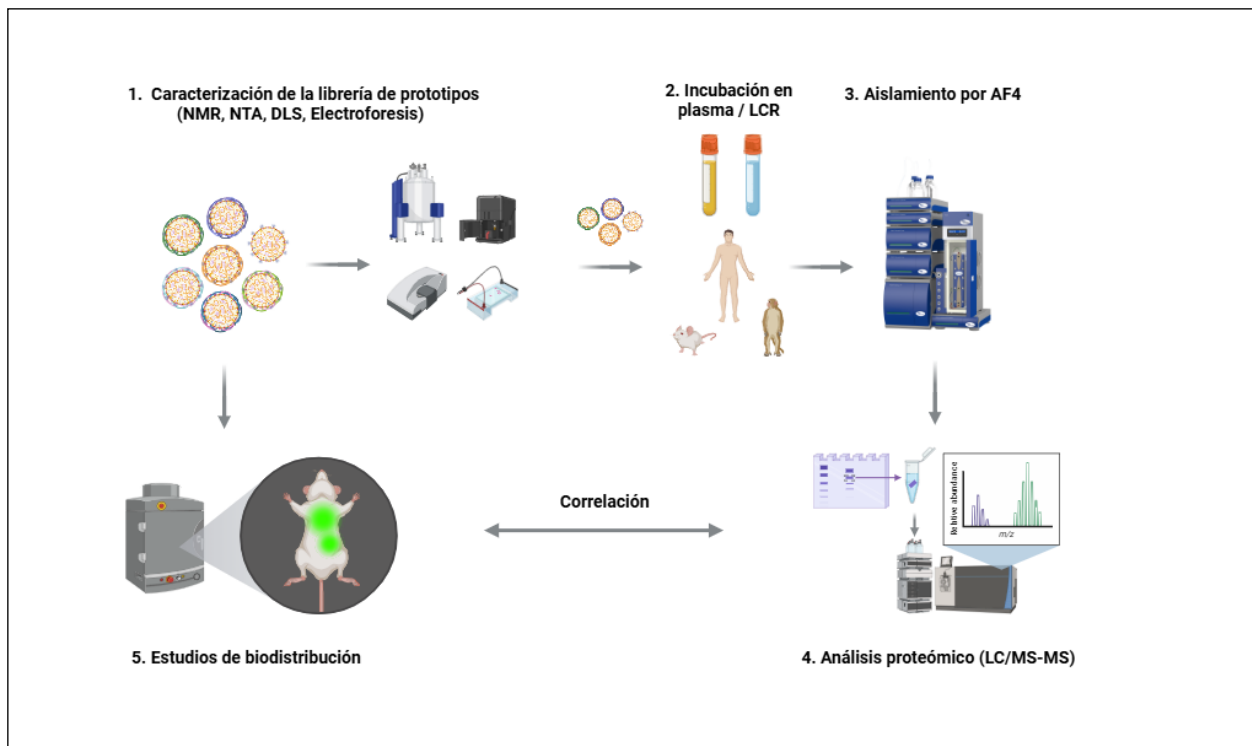 1. Caracterización de la librería de prototipos
(NMR, NTA, DLS, Electroforesis)
2. Incubación en
plasma / LCR
3. Aislamiento por AF4
Correlación
Relative abundance
m/z
5. Estudios de biodistribución
4. Análisis proteómico (LC/MS-MS)